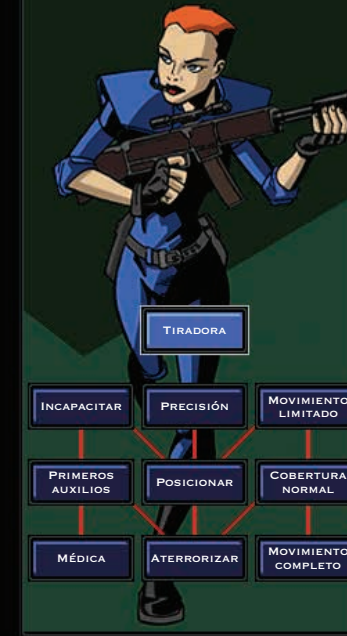 TIRADORA
INCAPACITAR
PRECISIÓN
MOVIMIENTO
LIMITADO
PRIMEROS
AUXILIOS
POSICIONAR
COBERTURA
NORMAL
MÉDICA
ATERRORIZAR
MOVIMIENTO
COMPLETO